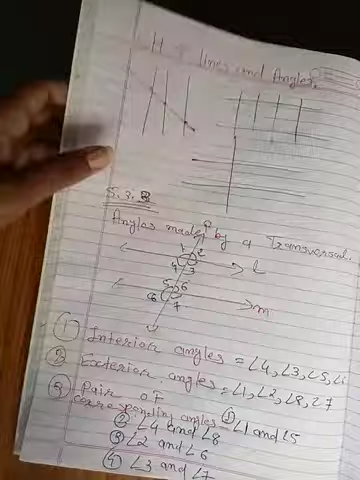 lines and Angles
5.3.3
Angles made by a Transversal.
1 2
4 3
l
5 6
8 7
m
① Interior angles = ∠4, ∠3, ∠5, ∠6
② Exterior angles = ∠1, ∠2, ∠8, ∠7
③ Pair of
corresponding angles = ① ∠1 and ∠5
② ∠4 and ∠8
③ ∠2 and ∠6
④ ∠3 and ∠7